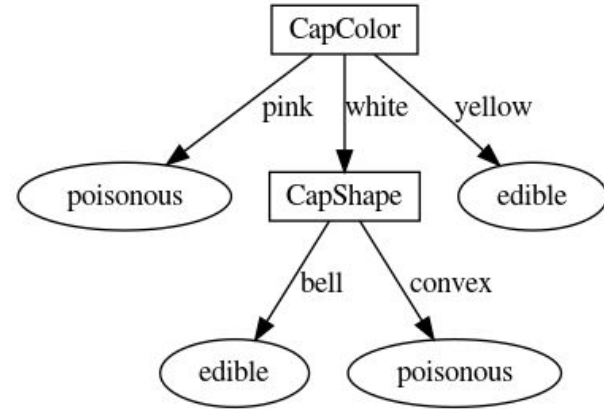 CapColor
pink
white
yellow
poisonous
CapShape
edible
bell
convex
edible
poisonous